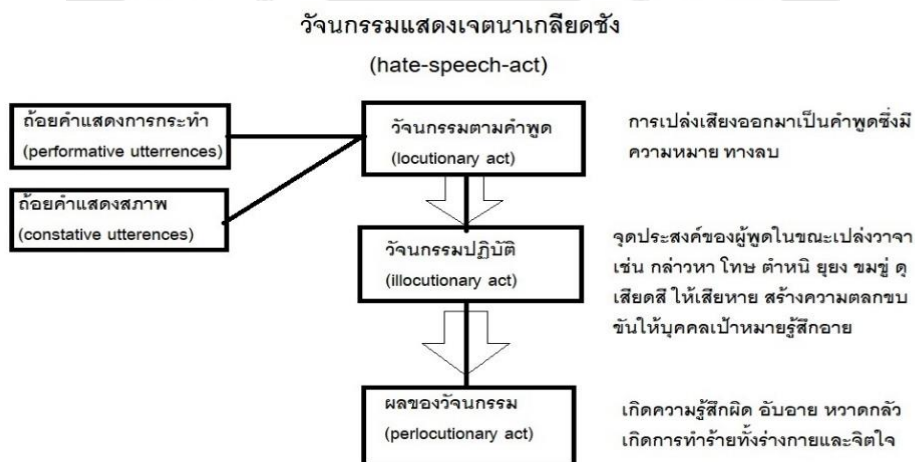 วัจนกรรมแสดงเจตนาเกลียดชัง
(hate-speech-act)
ถ้อยคำแสดงการกระทำ
(performative utterrences)
ถ้อยคำแสดงสภาพ
(constative utterences)
วัจนกรรมตามคำพูด
(locutionary act)
การเปล่งเสียงออกมาเป็นคำพูดซึ่งมี
ความหมาย ทางลบ
วัจนกรรมปฏิบัติ
(illocutionary act)
จุดประสงค์ของผู้พูดในขณะเปล่งวาจา
เช่น กล่าวหา โทษ ตำหนิ ยุยง ขมขู่ ดุ
เสียดสี ให้เสียหาย สร้างความตลกขบ
ขันให้บุคคลเป้าหมายรู้สึกอาย
ผลของวัจนกรรม
(perlocutionary act)
เกิดความรู้สึกผิด อับอาย หวาดกลัว
เกิดการทำร้ายทั้งร่างกายและจิตใจ